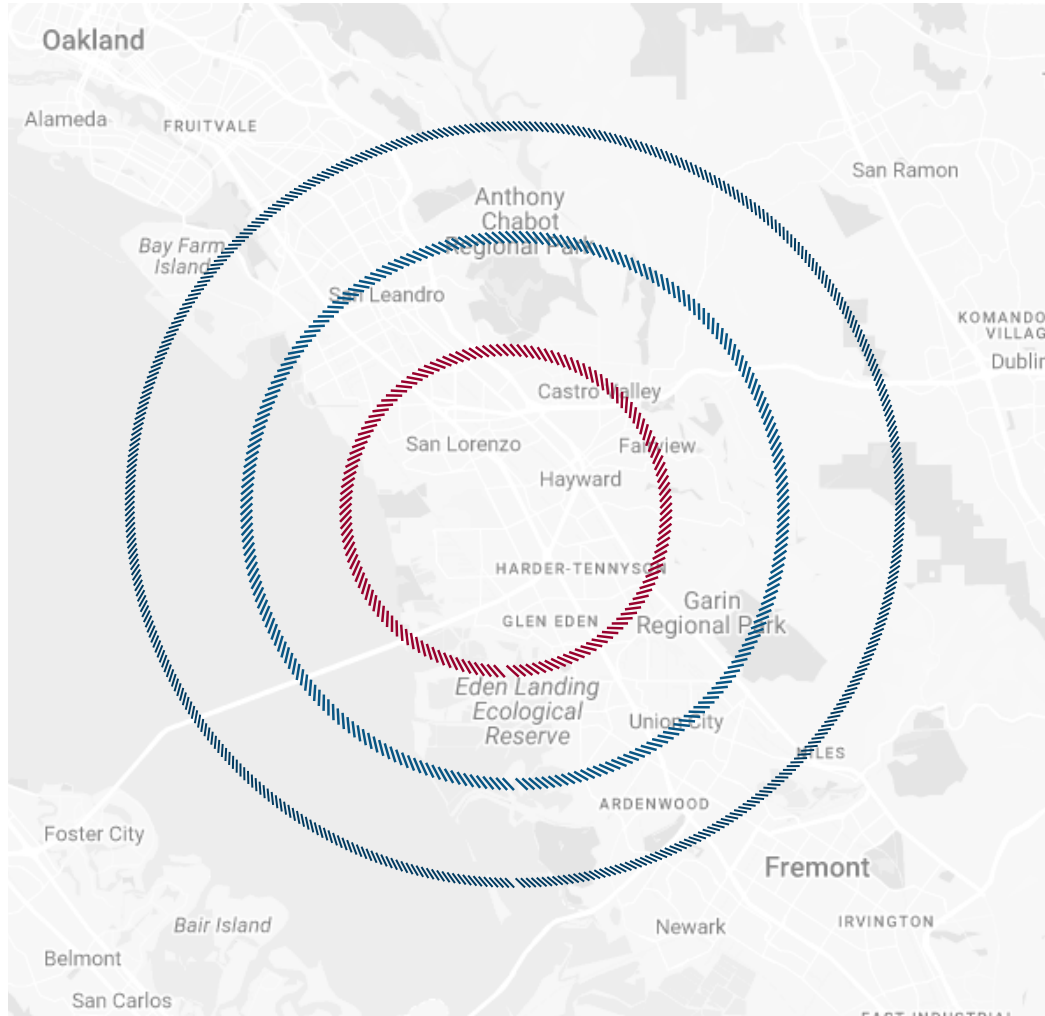 Oakland
Alameda
FRUITVALE
San Ramon
Anthony
Chabot
Regional Park
Bay Farm
Island
San Leandro
KOMANDO
VILLAG
Dublin
Castro Valley
San Lorenzo
Fairview
Hayward
HARDER-TENNYSON
Garin
Regional Park
GLEN EDEN
Eden Landing
Ecological
Reserve
Union City
NILES
ARDENWOOD
Foster City
Fremont
Bair Island
Newark
IRVINGTON
Belmont
San Carlos
EAST INDUSTRIAL